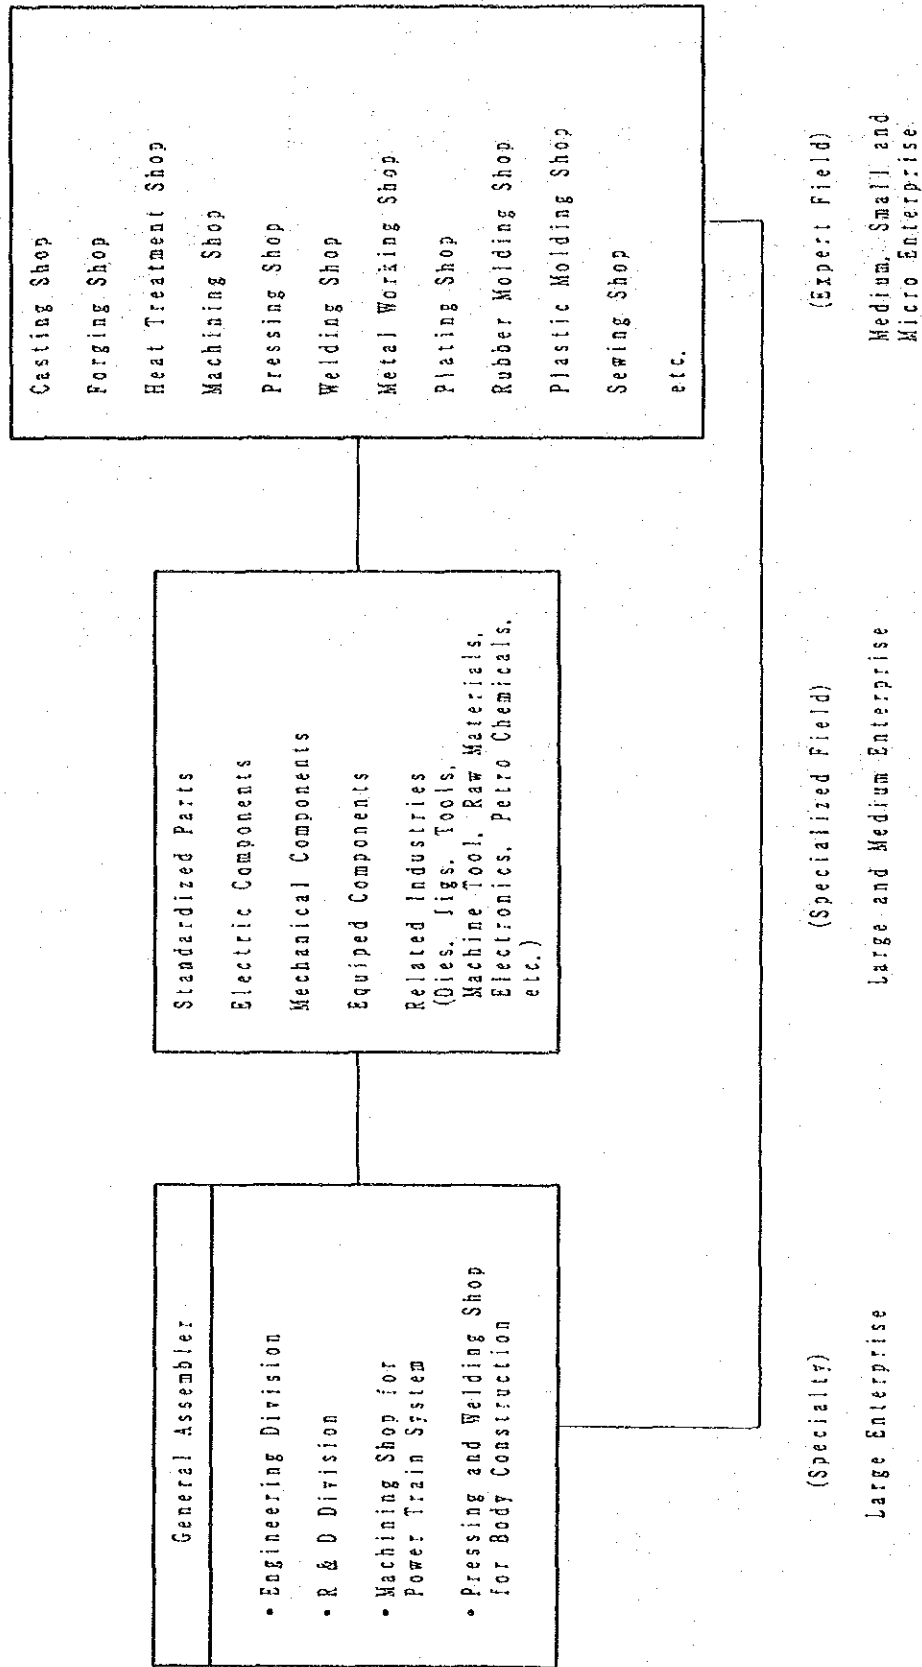 General Assembler
• Engineering Division
• R & D Division
• Machining Shop for
Power Train System
• Pressing and Welding Shop
for Body Construction
(Specialty)
Large Enterprise
Standardized Parts
Electric Components
Mechanical Components
Equiped Components
Related Industries
(Dies, Jigs, Tools,
Machine Tool, Raw Materials,
Electronics, Petro Chemicals,
etc.)
(Specialized Field)
Large and Medium Enterprise
Casting Shop
Forging Shop
Heat Treatment Shop
Machining Shop
Pressing Shop
Welding Shop
Metal Working Shop
Plating Shop
Rubber Molding Shop
Plastic Molding Shop
Sewing Shop
etc.
(Expert Field)
Medium, Small and
Micro Enterprise